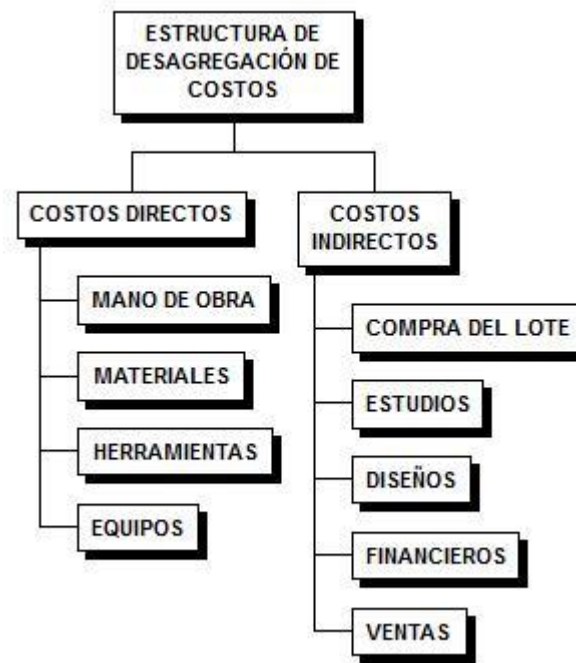 ESTRUCTURA DE
DESAGREGACIÓN DE
COSTOS
COSTOS DIRECTOS
MANO DE OBRA
MATERIALES
HERRAMIENTAS
EQUIPOS
COSTOS
INDIRECTOS
COMPRA DEL LOTE
ESTUDIOS
DISEÑOS
FINANCIEROS
VENTAS